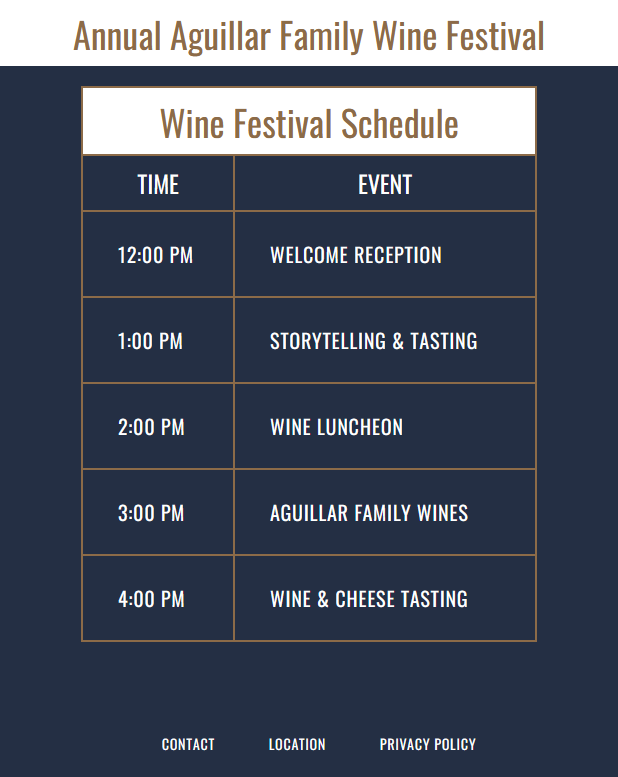 Annual Aguillar Family Wine Festival
Wine Festival Schedule
TIME EVENT
12:00 PM WELCOME RECEPTION
1:00 PM STORYTELLING & TASTING
2:00 PM WINE LUNCHEON
3:00 PM AGUILLAR FAMILY WINES
4:00 PM WINE & CHEESE TASTING
CONTACT LOCATION PRIVACY POLICY